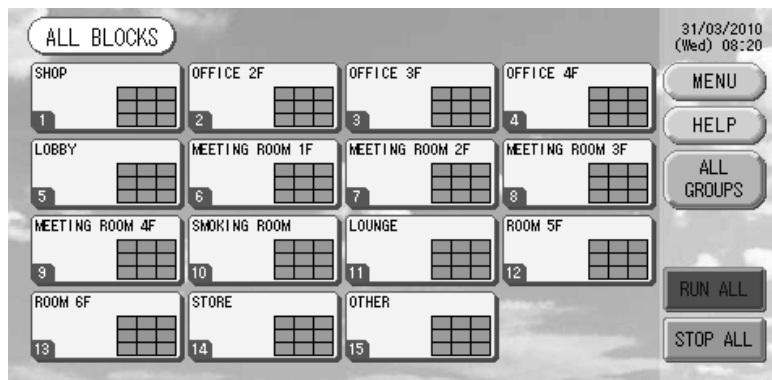 ALL BLOCKS
31/03/2010
(Wed) 08:20
SHOP
1
OFFICE 2F
2
OFFICE 3F
3
OFFICE 4F
4
LOBBY
5
MEETING ROOM 1F
6
MEETING ROOM 2F
7
MEETING ROOM 3F
8
MEETING ROOM 4F
9
SMOKING ROOM
10
LOUNGE
11
ROOM 5F
12
ROOM 6F
13
STORE
14
OTHER
15
MENU
HELP
ALL
GROUPS
RUN ALL
STOP ALL